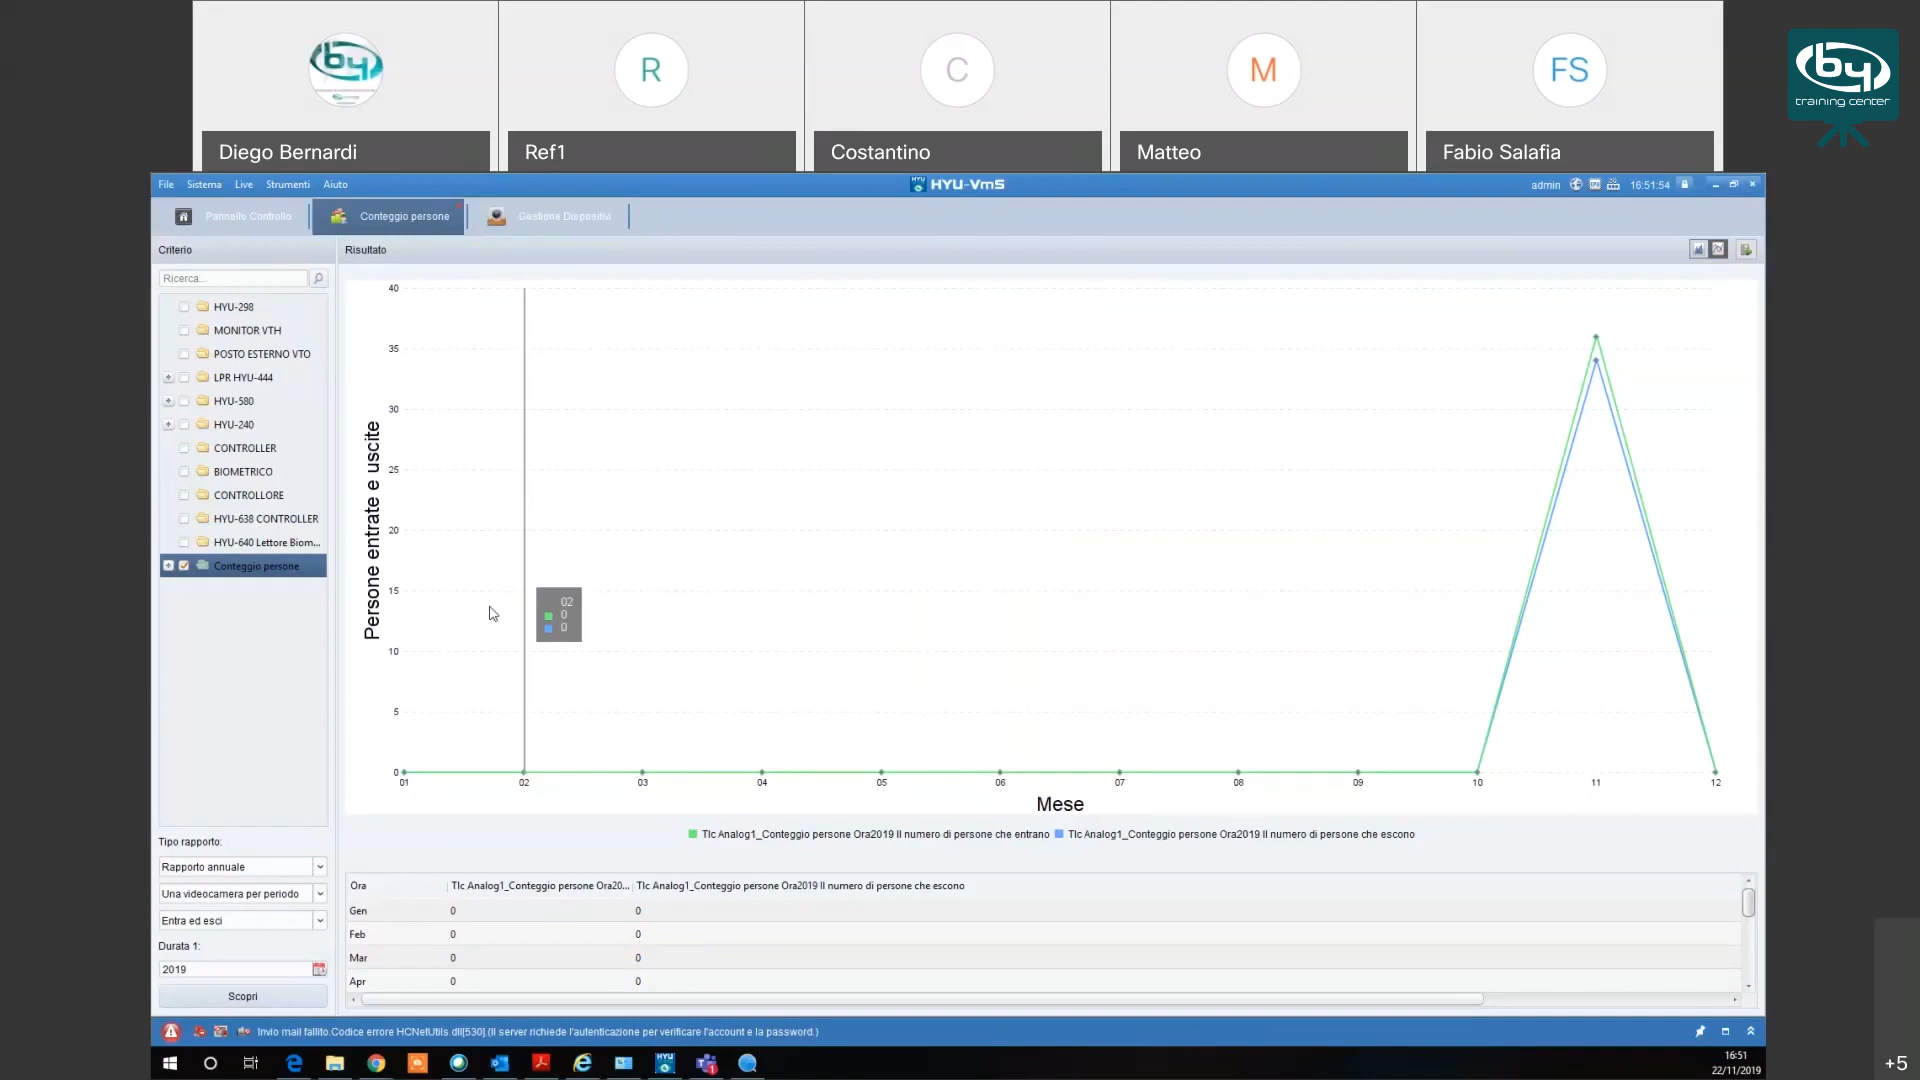 by
R
C
M
FS
by
training center
Diego Bernardi
Ref1
Costantino
Matteo
Fabio Salafia
File Sistema Live Strumenti Aiuto
HYU-VmS
admin 16:51:54
Pannello Controllo
Conteggio persone
Gestione Dispositivi
Criterio
Risultato
Ricerca...
HYU-298
MONITOR VTH
POSTO ESTERNO VTO
LPR HYU-444
HYU-580
HYU-240
CONTROLLER
BIOMETRICO
CONTROLLORE
HYU-638 CONTROLLER
HYU-640 Lettore Biom...
Conteggio persone
Tipo rapporto:
Rapporto annuale
Una videocamera per periodo
Entra ed esci
Durata 1:
2019
Scopri
Persone entrate e uscite
40
35
30
25
20
15
10
5
0
02
0
0
01 02 03 04 05 06 07 08 09 10 11 12
Mese
Tlc Analog1_Conteggio persone Ora2019 Il numero di persone che entrano
Tlc Analog1_Conteggio persone Ora2019 Il numero di persone che escono
Ora Tlc Analog1_Conteggio persone Ora20... Tlc Analog1_Conteggio persone Ora2019 Il numero di persone che escono
Gen 0 0
Feb 0 0
Mar 0 0
Apr 0 0
Invio mail fallito.Codice errore HCNetUtils.dll[530].(Il server richiede l'autenticazione per verificare l'account e la password.)
16:51
22/11/2019
+5